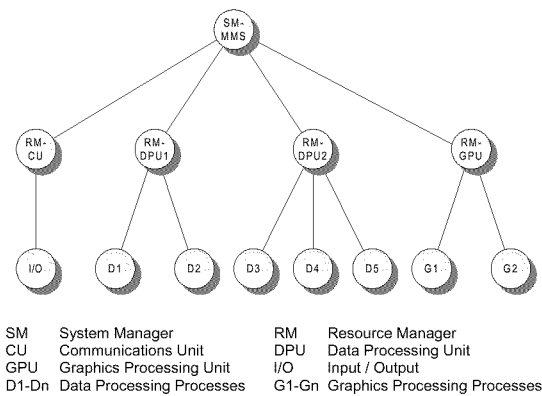 SM-
MMS
RM-
CU
RM-
DPU1
RM-
DPU2
RM-
GPU
I/O
D1
D2
D3
D4
D5
G1
G2
SM System Manager RM Resource Manager
CU Communications Unit DPU Data Processing Unit
GPU Graphics Processing Unit I/O Input / Output
D1-Dn Data Processing Processes G1-Gn Graphics Processing Processes